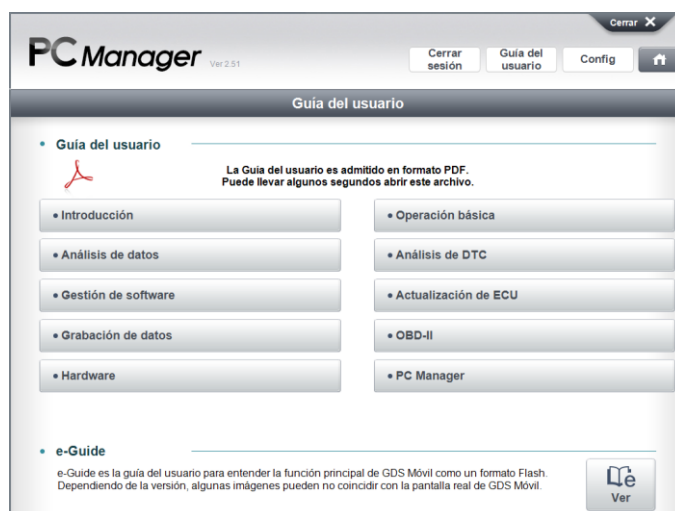 Cerrar X
PC Manager Ver 2.51
Cerrar sesión
Guía del usuario
Config
Guía del usuario
• Guía del usuario
La Guia del usuario es admitido en formato PDF.
Puede llevar algunos segundos abrir este archivo.
• Introducción
• Operación básica
• Análisis de datos
• Análisis de DTC
• Gestión de software
• Actualización de ECU
• Grabación de datos
• OBD-II
• Hardware
• PC Manager
• e-Guide
e-Guide es la guía del usuario para entender la función principal de GDS Móvil como un formato Flash.
Dependiendo de la versión, algunas imágenes pueden no coincidir con la pantalla real de GDS Móvil.
e
Ver